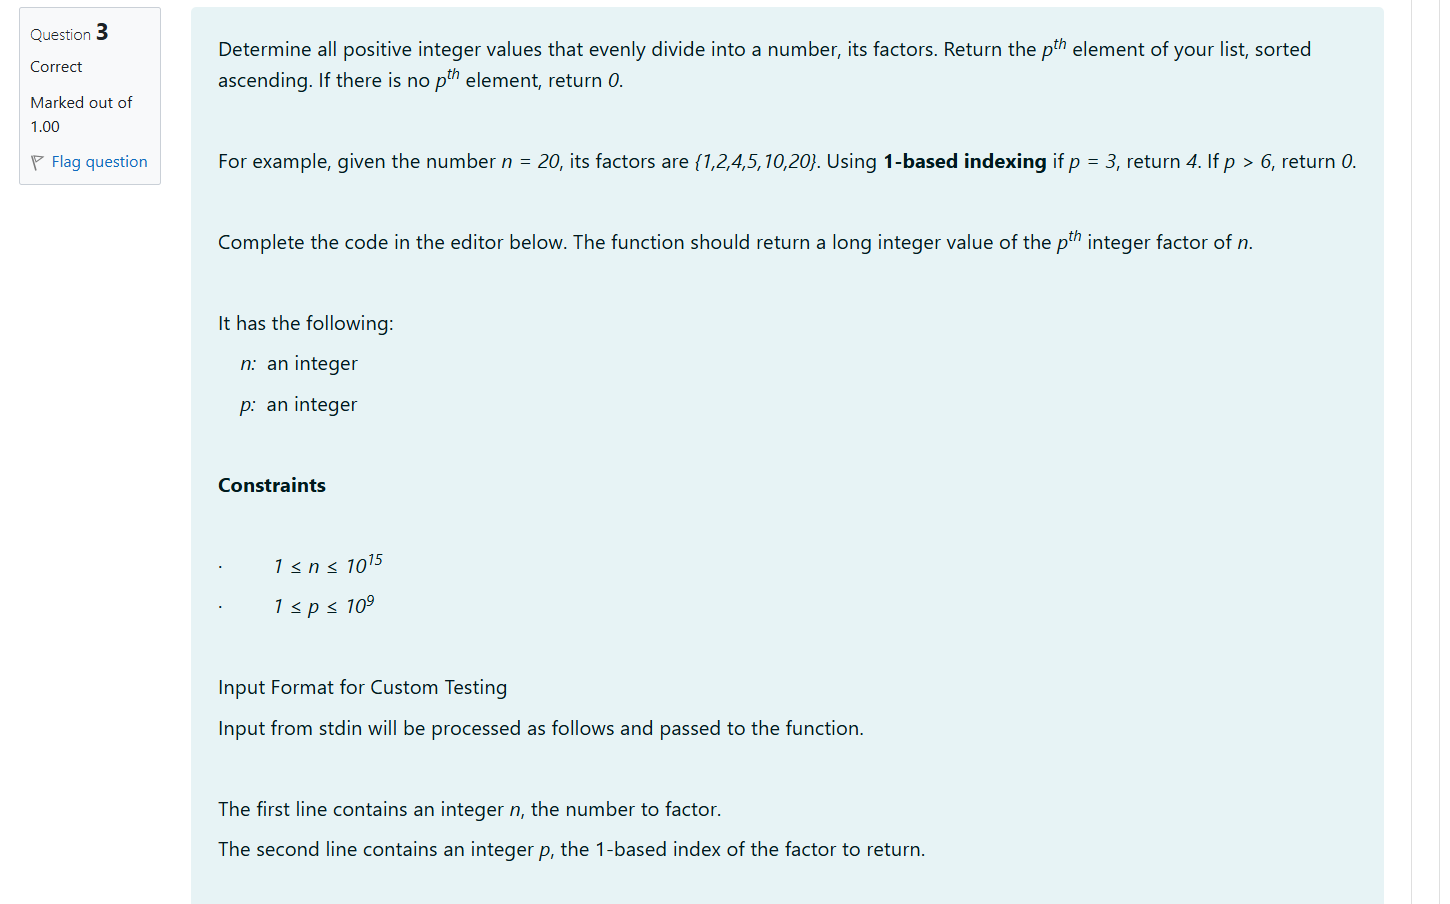 Question 3
Correct
Marked out of
1.00
Flag question
Determine all positive integer values that evenly divide into a number, its factors. Return the pth element of your list, sorted
ascending. If there is no pth element, return 0.
For example, given the number n = 20, its factors are {1,2,4,5,10,20}. Using 1-based indexing if p = 3, return 4. If p > 6, return 0.
Complete the code in the editor below. The function should return a long integer value of the pth integer factor of n.
It has the following:
n: an integer
p: an integer
Constraints
· 1 ≤ n ≤ 10^15
· 1 ≤ p ≤ 10^9
Input Format for Custom Testing
Input from stdin will be processed as follows and passed to the function.
The first line contains an integer n, the number to factor.
The second line contains an integer p, the 1-based index of the factor to return.